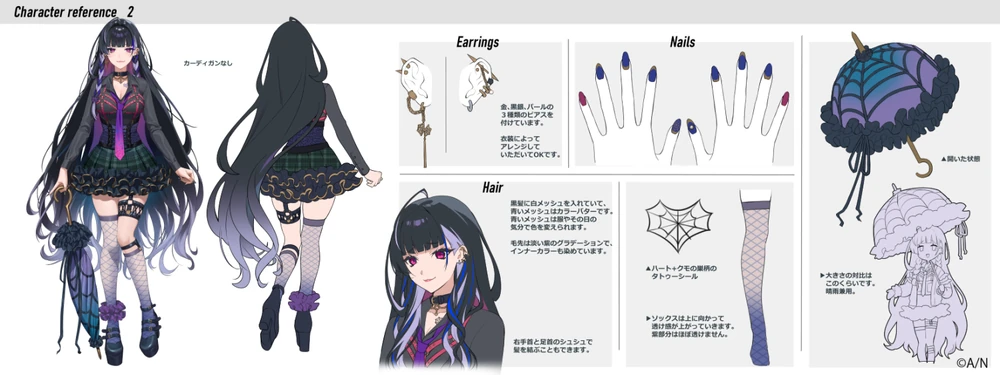 Character reference 2
カーディガンなし
Earrings
金、黒銀、パールの
3種類のピアスを
付けています。
衣装によって
アレンジして
いただいてOKです。
Nails
▲開いた状態
Hair
黒髪に白メッシュを入れていて、
青いメッシュはカラーバターです。
青いメッシュは服やその日の
気分で色を変えられます。
毛先は淡い紫のグラデーションで、
インナーカラーも染めています。
右手首と足首のシュシュで
髪を結ぶこともできます。
▲ハート+クモの巣柄の
タトゥーシール
▶ソックスは上に向かって
透け感が上がっていきます。
紫部分はほぼ透けません。
▶大きさの対比は
このくらいです。
晴雨兼用。
©A/N